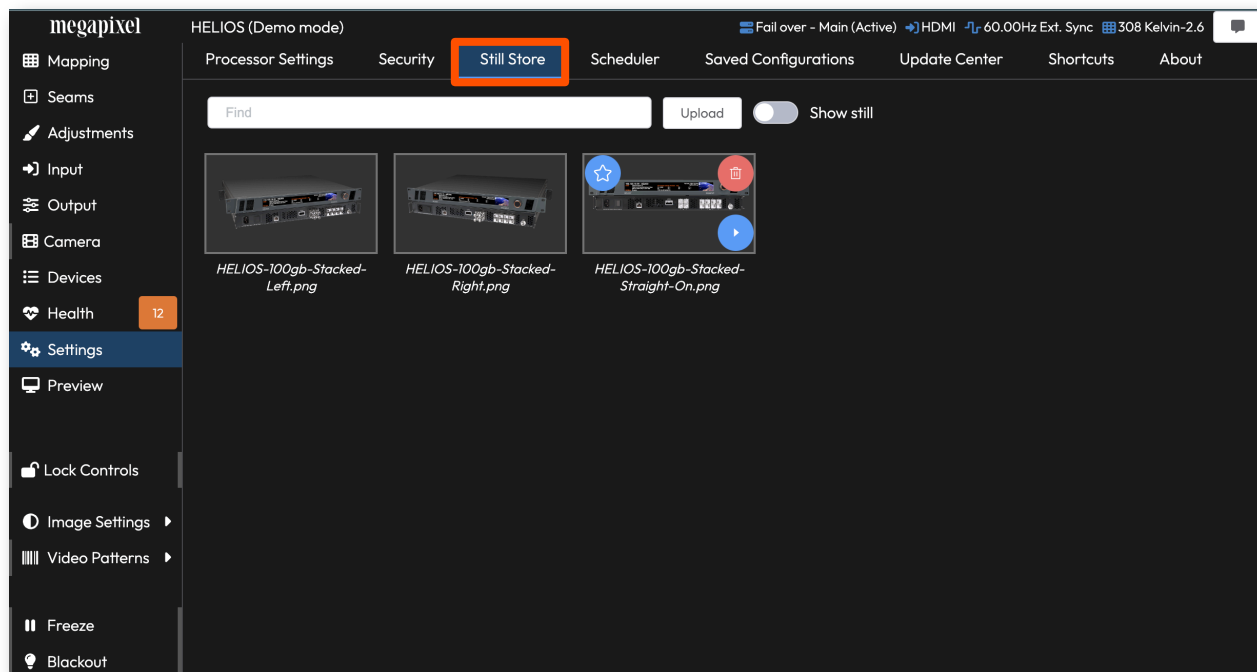 megapixel
HELIOS (Demo mode)
Fail over - Main (Active) HDMI 60.00Hz Ext. Sync 308 Kelvin-2.6
Mapping
Seams
Adjustments
Input
Output
Camera
Devices
Health 12
Settings
Preview
Lock Controls
Image Settings
Video Patterns
Freeze
Blackout
Processor Settings Security Still Store Scheduler Saved Configurations Update Center Shortcuts About
Find Upload Show still
HELIOS-100gb-Stacked-
Left.png
HELIOS-100gb-Stacked-
Right.png
HELIOS-100gb-Stacked-
Straight-On.png